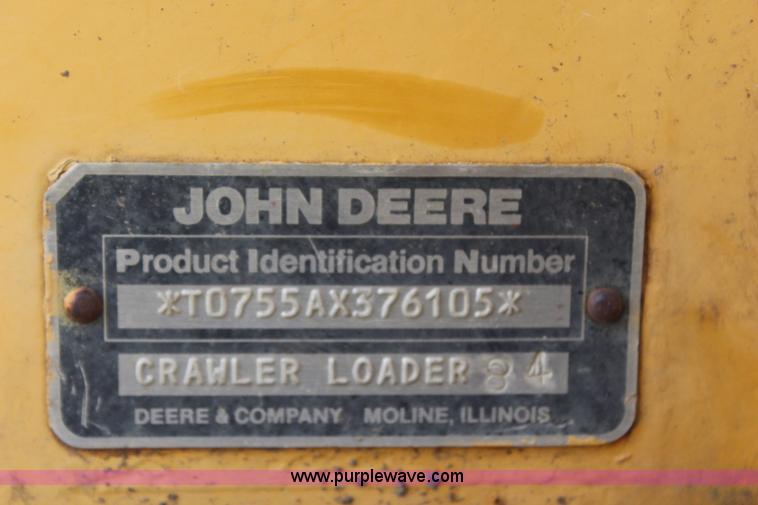 JOHN DEERE
Product Identification Number
*T0755AX376105*
CRAWLER LOADER 84
DEERE & COMPANY MOLINE, ILLINOIS
www.purplewave.com